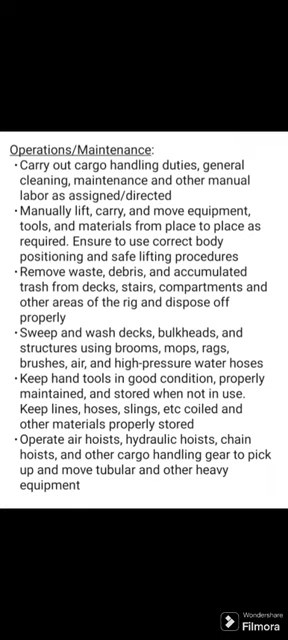 Operations/Maintenance:
• Carry out cargo handling duties, general
cleaning, maintenance and other manual
labor as assigned/directed
• Manually lift, carry, and move equipment,
tools, and materials from place to place as
required. Ensure to use correct body
positioning and safe lifting procedures
• Remove waste, debris, and accumulated
trash from decks, stairs, compartments and
other areas of the rig and dispose off
properly
• Sweep and wash decks, bulkheads, and
structures using brooms, mops, rags,
brushes, air, and high-pressure water hoses
• Keep hand tools in good condition, properly
maintained, and stored when not in use.
Keep lines, hoses, slings, etc coiled and
other materials properly stored
• Operate air hoists, hydraulic hoists, chain
hoists, and other cargo handling gear to pick
up and move tubular and other heavy
equipment
Wondershare
Filmora